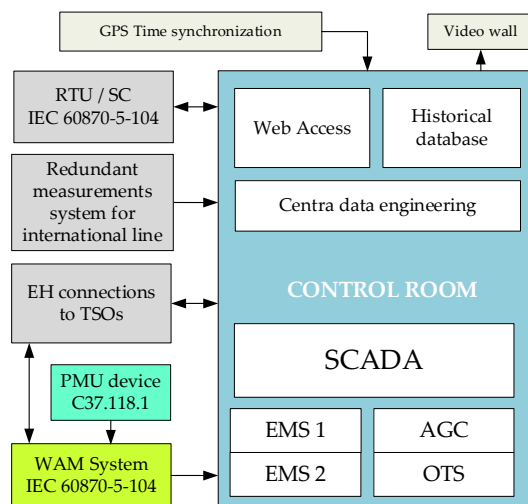 GPS Time synchronization
Video wall
RTU / SC
IEC 60870-5-104
Redundant
measurements
system for
international line
EH connections
to TSOs
PMU device
C37.118.1
WAM System
IEC 60870-5-104
Web Access
Historical
database
Centra data engineering
CONTROL ROOM
SCADA
EMS 1
AGC
EMS 2
OTS